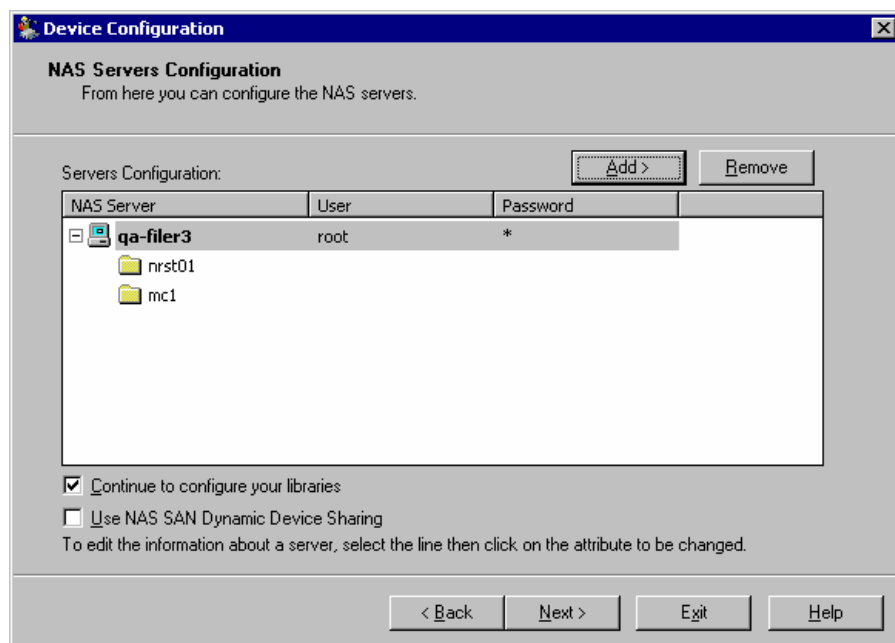 Device Configuration
NAS Servers Configuration
From here you can configure the NAS servers.
Servers Configuration:
Add >
Remove
NAS Server User Password
qa-filer3 root *
nrst01
mc1
Continue to configure your libraries
Use NAS SAN Dynamic Device Sharing
To edit the information about a server, select the line then click on the attribute to be changed.
< Back Next > Exit Help